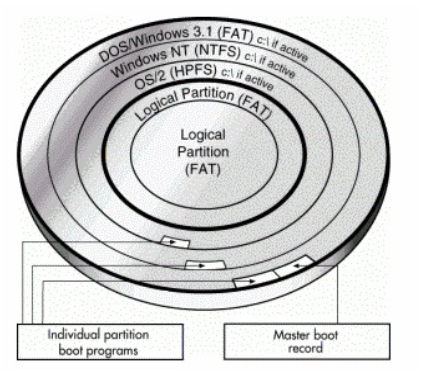 DOS/Windows 3.1 (FAT) c:\ if active
Windows NT (NTFS) c:\ if active
OS/2 (HPFS) c:\ if active
Logical Partition (FAT)
Logical
Partition
(FAT)
Individual partition
boot programs
Master boot
record